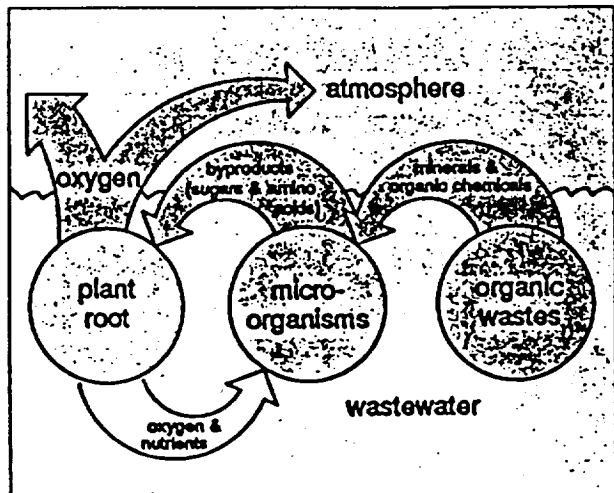 atmosphere
oxygen
byproducts
(sugars & amino
acids)
minerals &
organic chemicals
plant
root
micro-
organisms
organic
wastes
oxygen &
nutrients
wastewater